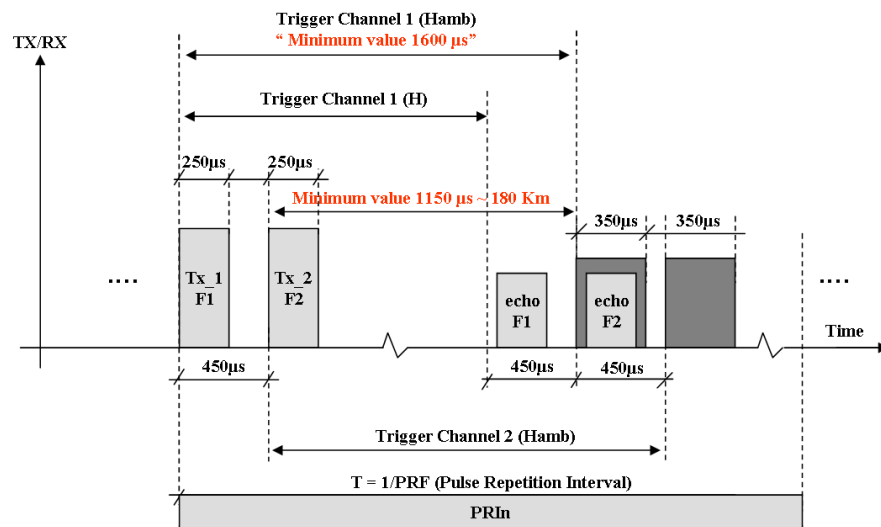 Trigger Channel 1 (Hamb)
“ Minimum value 1600 µs”
TX/RX
Trigger Channel 1 (H)
250µs
250µs
Minimum value 1150 µs ~ 180 Km
350µs
350µs
Tx_1
F1
Tx_2
F2
echo
F1
echo
F2
....
....
Time
450µs
450µs
450µs
Trigger Channel 2 (Hamb)
T = 1/PRF (Pulse Repetition Interval)
PRIn